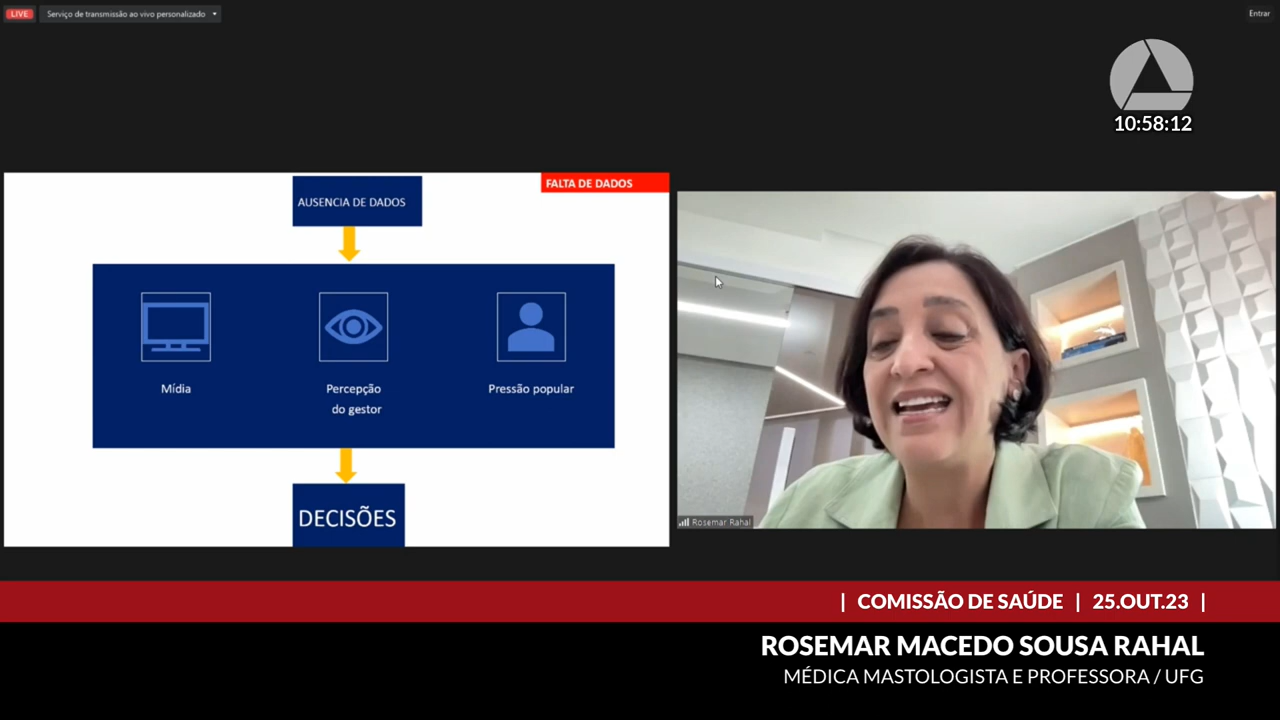 LIVE
Serviço de transmissão ao vivo personalizado
Entrar
10:58:12
FALTA DE DADOS
AUSENCIA DE DADOS
Mídia
Percepção
do gestor
Pressão popular
DECISÕES
Rosemar Rahal
| COMISSÃO DE SAÚDE | 25.OUT.23 |
ROSEMAR MACEDO SOUSA RAHAL
MÉDICA MASTOLOGISTA E PROFESSORA / UFG